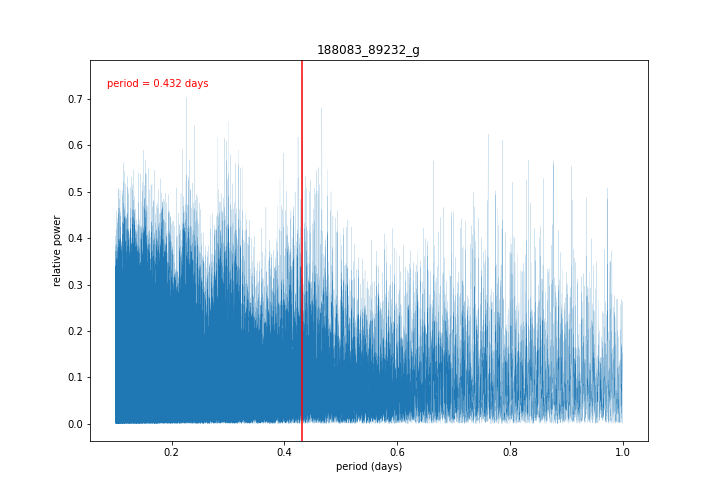 188083_89232_g
period = 0.432 days
0.7
0.6
0.5
0.4
0.3
0.2
0.1
0.0
relative power
0.2 0.4 0.6 0.8 1.0
period (days)